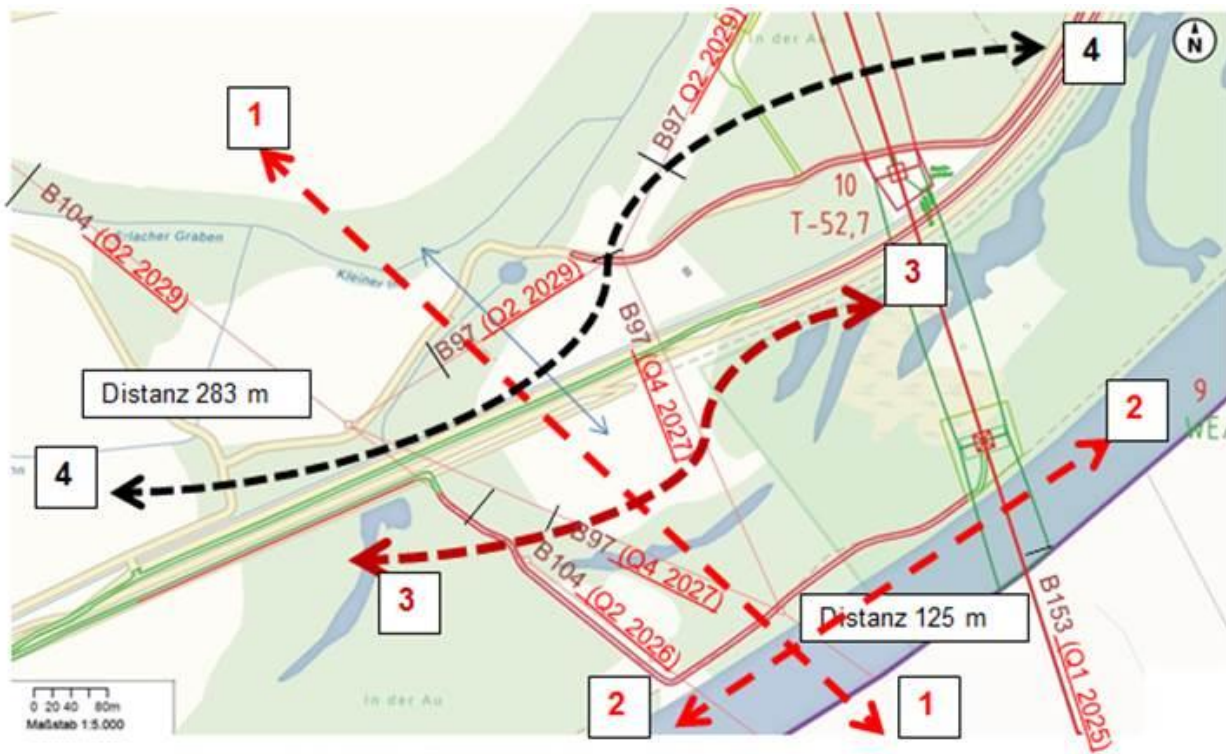 In der Au
B97 Q2 2029)
4
N
1
10
T-52,7
B104 (Q2 2029)
Erlacher Graben
Kleiner
3
B97 (Q2 2029)
B97 (Q4 2027)
Distanz 283 m
2
9
4
3
B97 (Q4 2027)
B104 (Q2 2026)
Distanz 125 m
B153 (Q1 2025)
In der Au
2
1
0 20 40 80m
Maßstab 1:5.000